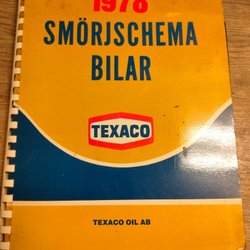 1978
SMÖRJSCHEMA
BILAR
TEXACO
TEXACO OIL AB